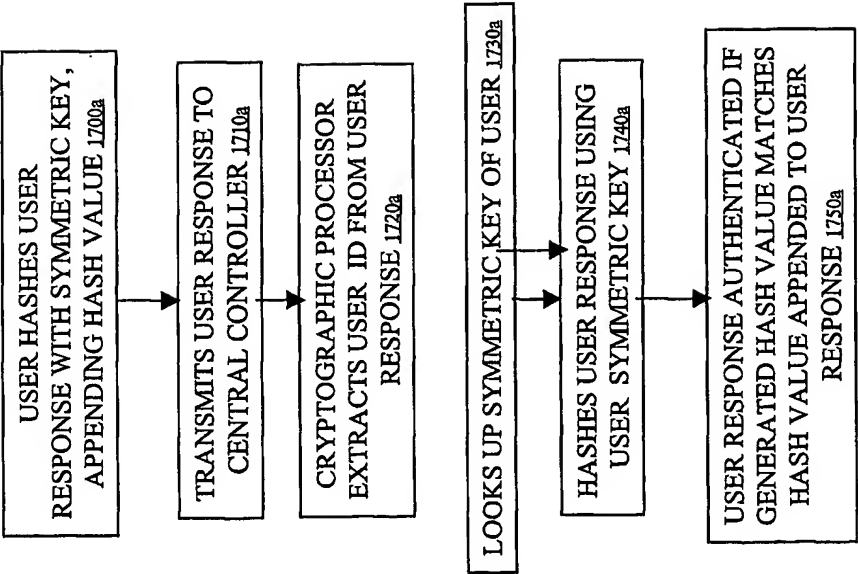 USER HASHES USER
RESPONSE WITH SYMMETRIC KEY,
APPENDING HASH VALUE 1700a
TRANSMITS USER RESPONSE TO
CENTRAL CONTROLLER 1710a
CRYPTOGRAPHIC PROCESSOR
EXTRACTS USER ID FROM USER
RESPONSE 1720a
LOOKS UP SYMMETRIC KEY OF USER 1730a
HASHES USER RESPONSE USING
USER SYMMETRIC KEY 1740a
USER RESPONSE AUTHENTICATED IF
GENERATED HASH VALUE MATCHES
HASH VALUE APPENDED TO USER
RESPONSE 1750a